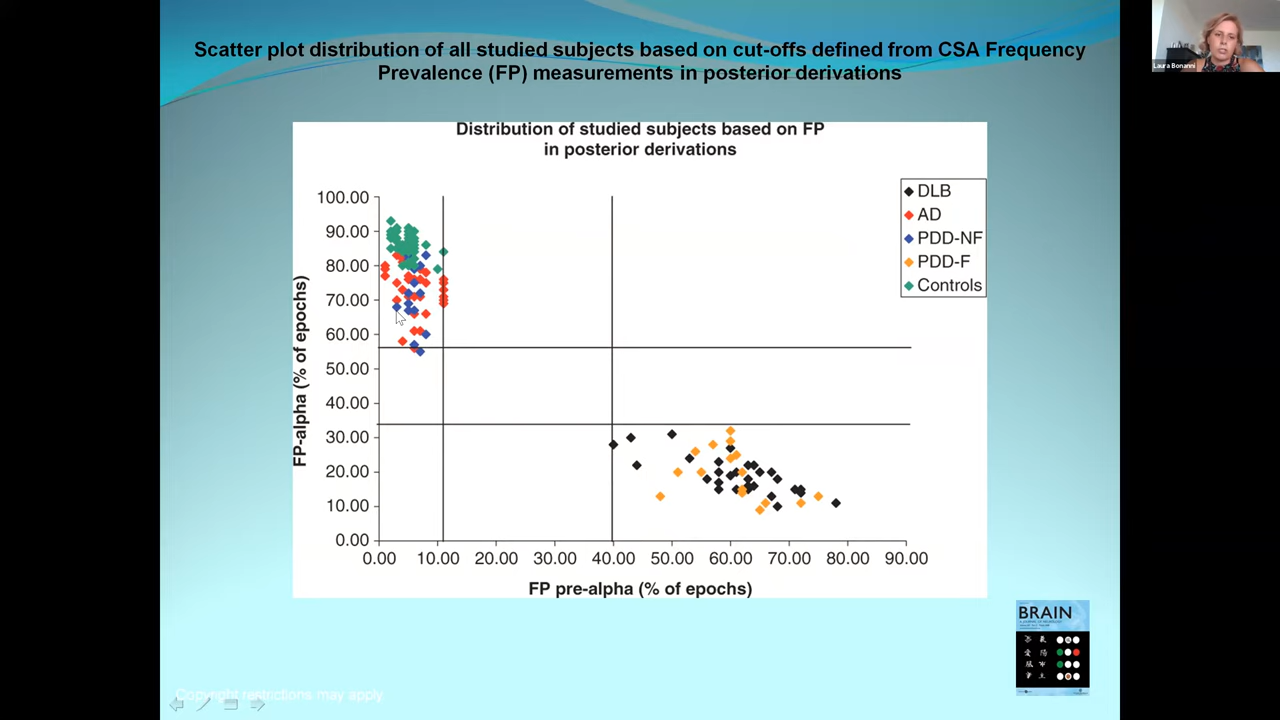 Scatter plot distribution of all studied subjects based on cut-offs defined from CSA Frequency
Prevalence (FP) measurements in posterior derivations
Laura Bonanni
Distribution of studied subjects based on FP
in posterior derivations
DLB
AD
PDD-NF
PDD-F
Controls
FP-alpha (% of epochs)
100.00
90.00
80.00
70.00
60.00
50.00
40.00
30.00
20.00
10.00
0.00
0.00 10.00 20.00 30.00 40.00 50.00 60.00 70.00 80.00 90.00
FP pre-alpha (% of epochs)
BRAIN
Copyright restrictions may apply.